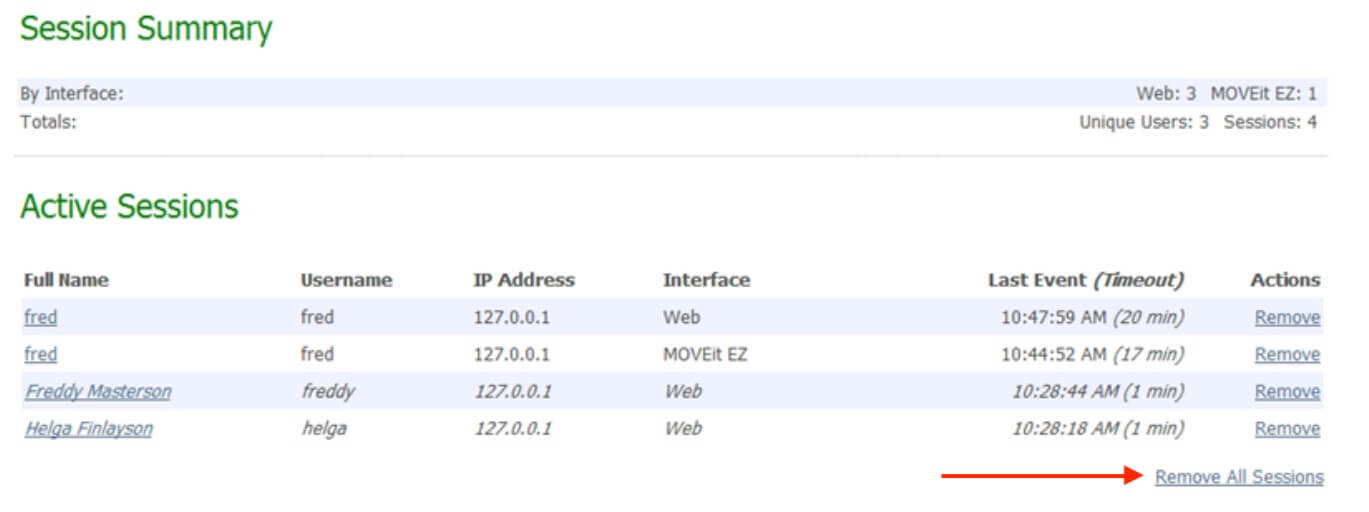 Session Summary
By Interface: Web: 3 MOVEit EZ: 1
Totals: Unique Users: 3 Sessions: 4
Active Sessions
Full Name Username IP Address Interface Last Event (Timeout) Actions
fred fred 127.0.0.1 Web 10:47:59 AM (20 min) Remove
fred fred 127.0.0.1 MOVEit EZ 10:44:52 AM (17 min) Remove
Freddy Masterson freddy 127.0.0.1 Web 10:28:44 AM (1 min) Remove
Helga Finlayson helga 127.0.0.1 Web 10:28:18 AM (1 min) Remove
Remove All Sessions